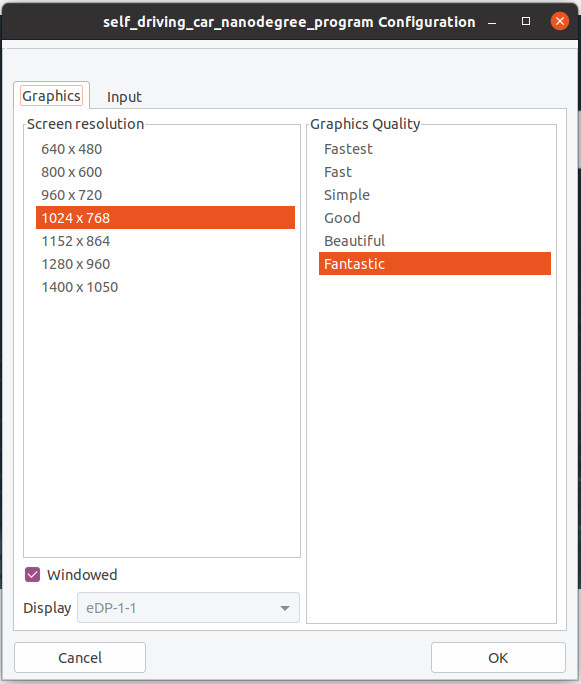 self_driving_car_nanodegree_program Configuration
Graphics
Input
Screen resolution
640 x 480
800 x 600
960 x 720
1024 x 768
1152 x 864
1280 x 960
1400 x 1050
Graphics Quality
Fastest
Fast
Simple
Good
Beautiful
Fantastic
Windowed
Display
eDP-1-1
Cancel
OK